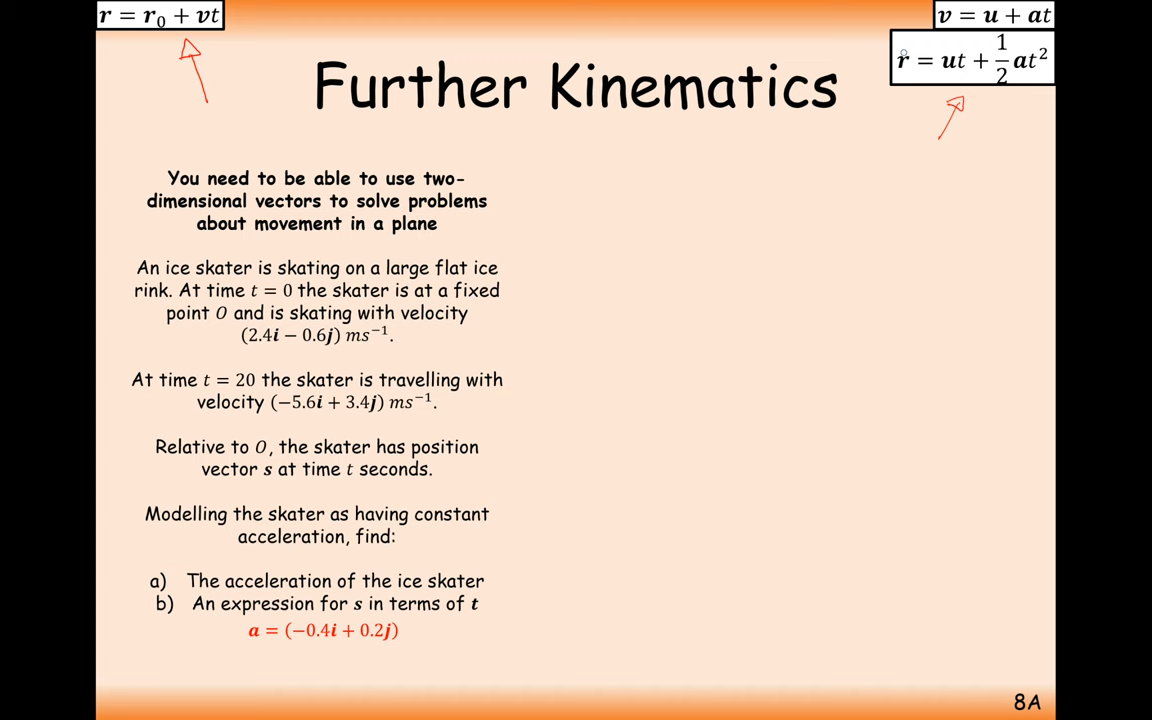 r = r₀ + vt
v = u + at
r = ut + 1/2 at²
Further Kinematics
You need to be able to use two-
dimensional vectors to solve problems
about movement in a plane
An ice skater is skating on a large flat ice
rink. At time t = 0 the skater is at a fixed
point O and is skating with velocity
(2.4i − 0.6j) ms⁻¹.
At time t = 20 the skater is travelling with
velocity (−5.6i + 3.4j) ms⁻¹.
Relative to O, the skater has position
vector s at time t seconds.
Modelling the skater as having constant
acceleration, find:
a) The acceleration of the ice skater
b) An expression for s in terms of t
a = (−0.4i + 0.2j)
8A